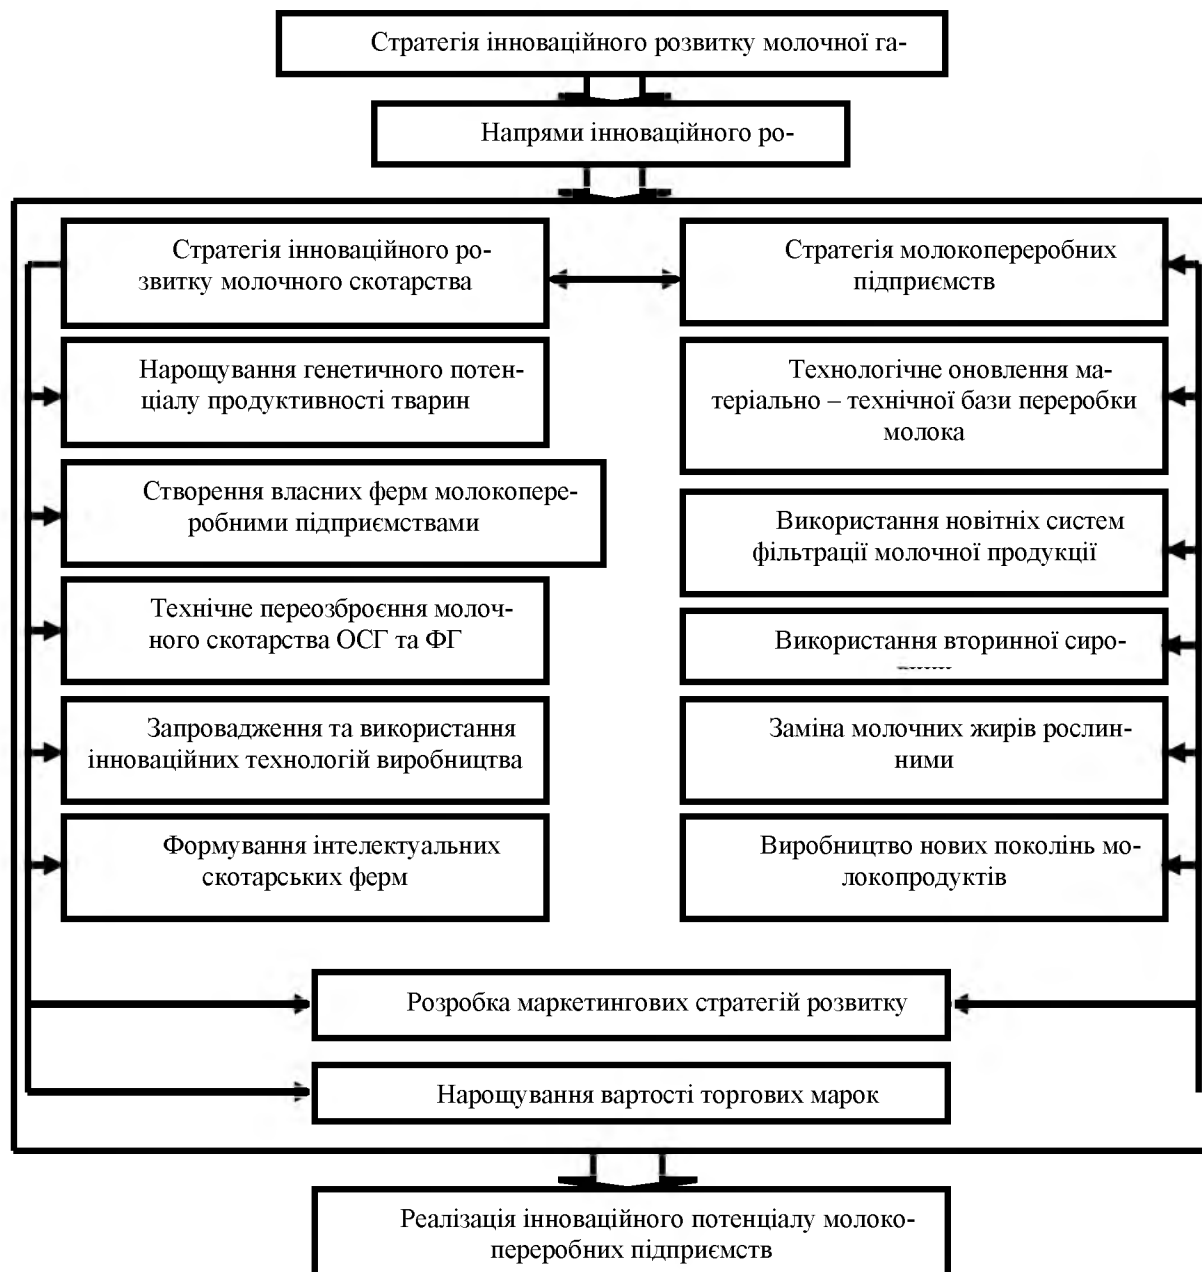 Стратегія інноваційного розвитку молочної га-
Напрями інноваційного ро-
Стратегія інноваційного ро-
звитку молочного скотарства
Нарощування генетичного потен-
ціалу продуктивності тварин
Створення власних ферм молокопере-
робними підприємствами
Технічне переозброєння молоч-
ного скотарства ОСГ та ФГ
Запровадження та використання
інноваційних технологій виробництва
Формування інтелектуальних
скотарських ферм
Стратегія молокопереробних
підприємств
Технологічне оновлення ма-
теріально – технічної бази переробки
молока
Використання новітніх систем
фільтрації молочної продукції
Використання вторинної сиро-
Заміна молочних жирів рослин-
ними
Виробництво нових поколінь мо-
локопродуктів
Розробка маркетингових стратегій розвитку
Нарощування вартості торгових марок
Реалізація інноваційного потенціалу молоко-
переробних підприємств